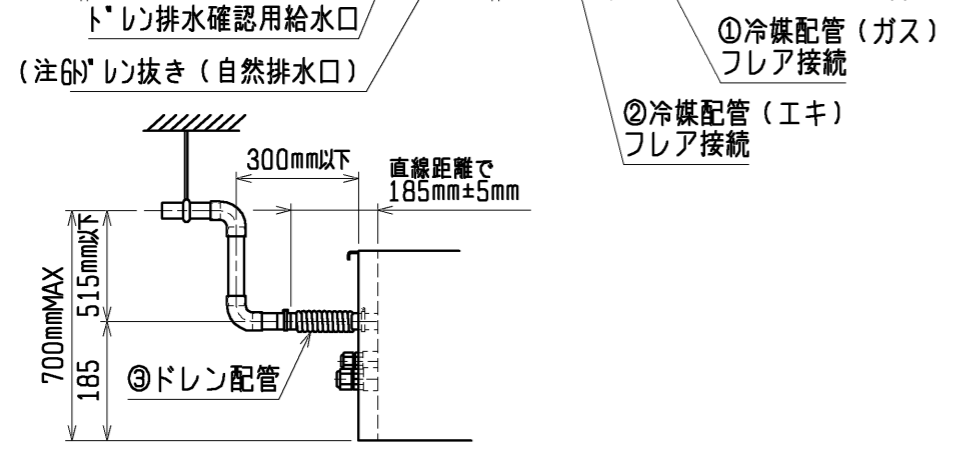 ドレン排水確認用給水口
(注6)ドレン抜き(自然排水口)
①冷媒配管(ガス)
フレア接続
②冷媒配管(エキ)
フレア接続
300mm以下
直線距離で
185mm±5mm
700mmMAX
515mm以下
185
③ドレン配管